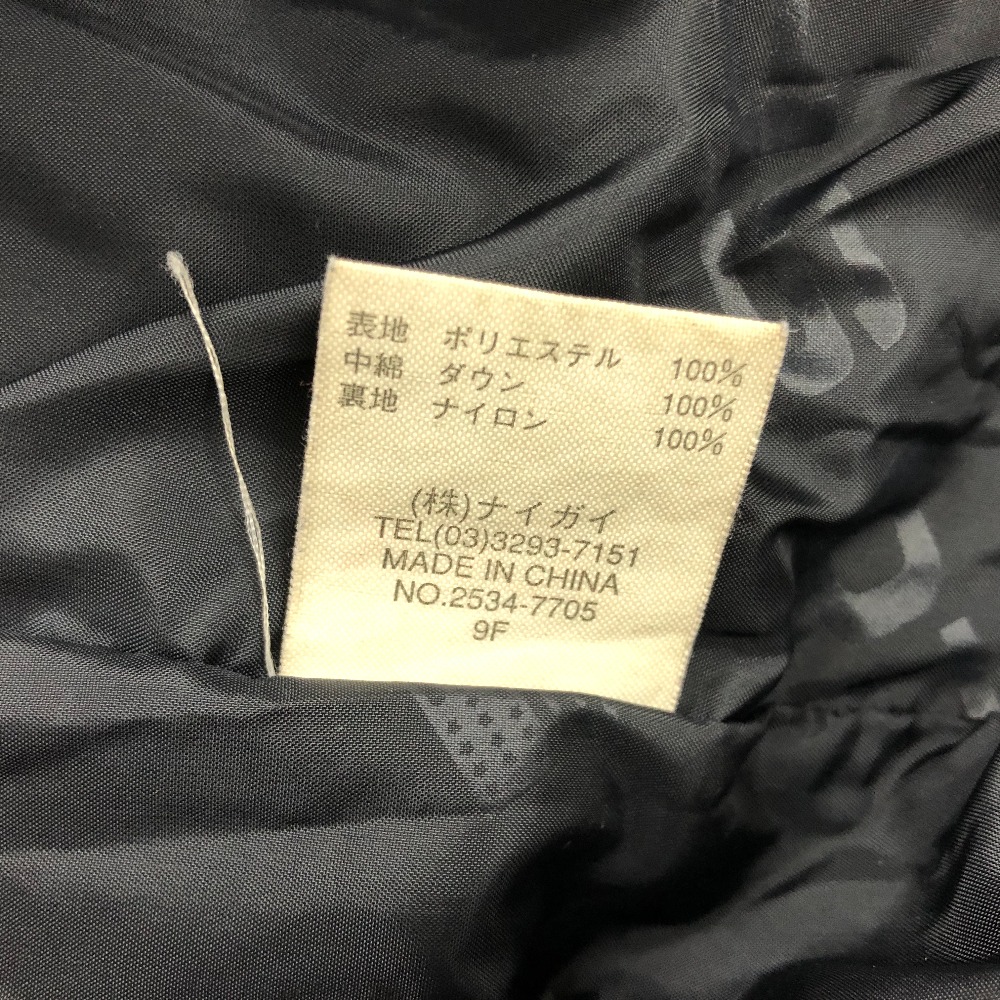 表地 ポリエステル 100%
中綿 ダウン 100%
裏地 ナイロン 100%
(株)ナイガイ
TEL(03)3293-7151
MADE IN CHINA
NO.2534-7705
9F